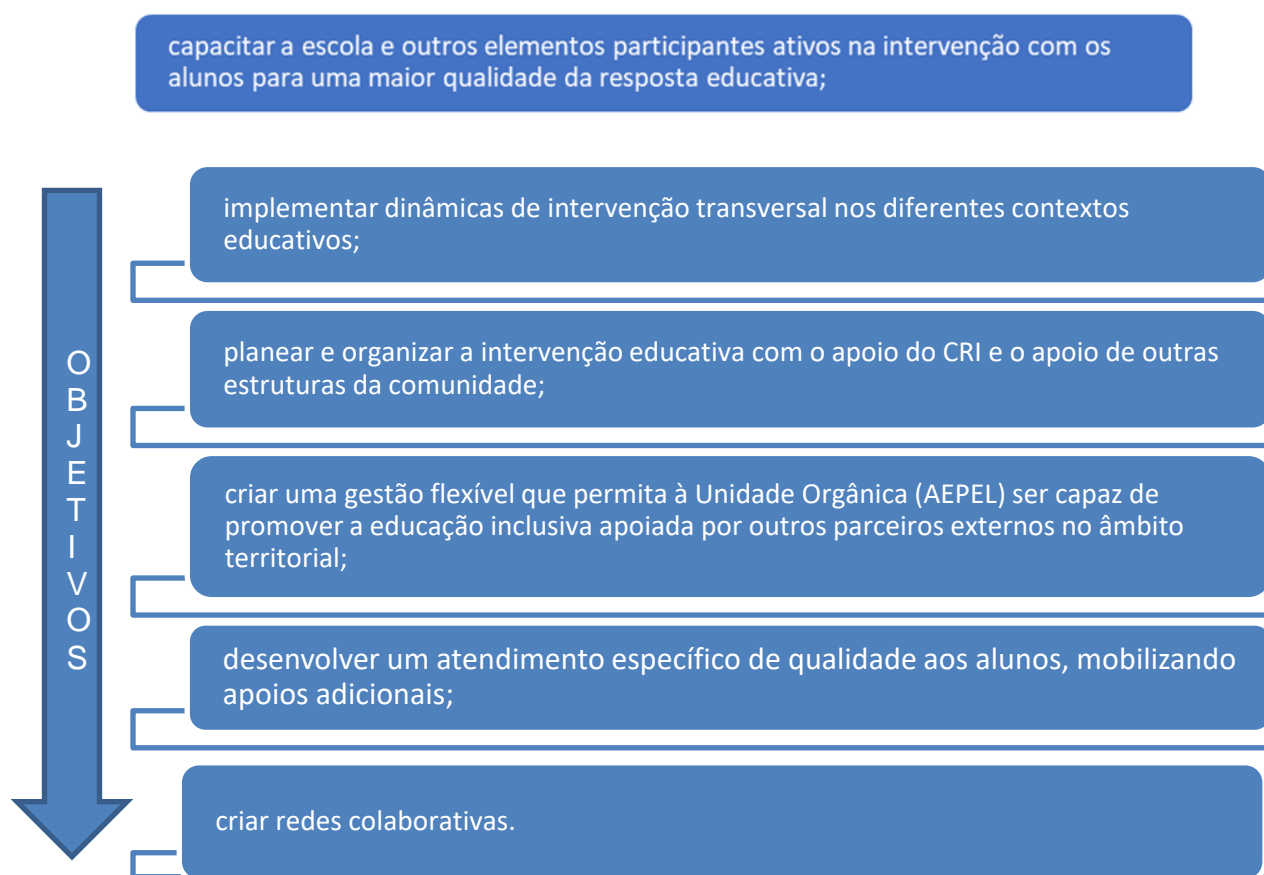 capacitar a escola e outros elementos participantes ativos na intervenção com os
alunos para uma maior qualidade da resposta educativa;
OBJETIVOS
implementar dinâmicas de intervenção transversal nos diferentes contextos
educativos;
planear e organizar a intervenção educativa com o apoio do CRI e o apoio de outras
estruturas da comunidade;
criar uma gestão flexível que permita à Unidade Orgânica (AEPEL) ser capaz de
promover a educação inclusiva apoiada por outros parceiros externos no âmbito
territorial;
desenvolver um atendimento específico de qualidade aos alunos, mobilizando
apoios adicionais;
criar redes colaborativas.